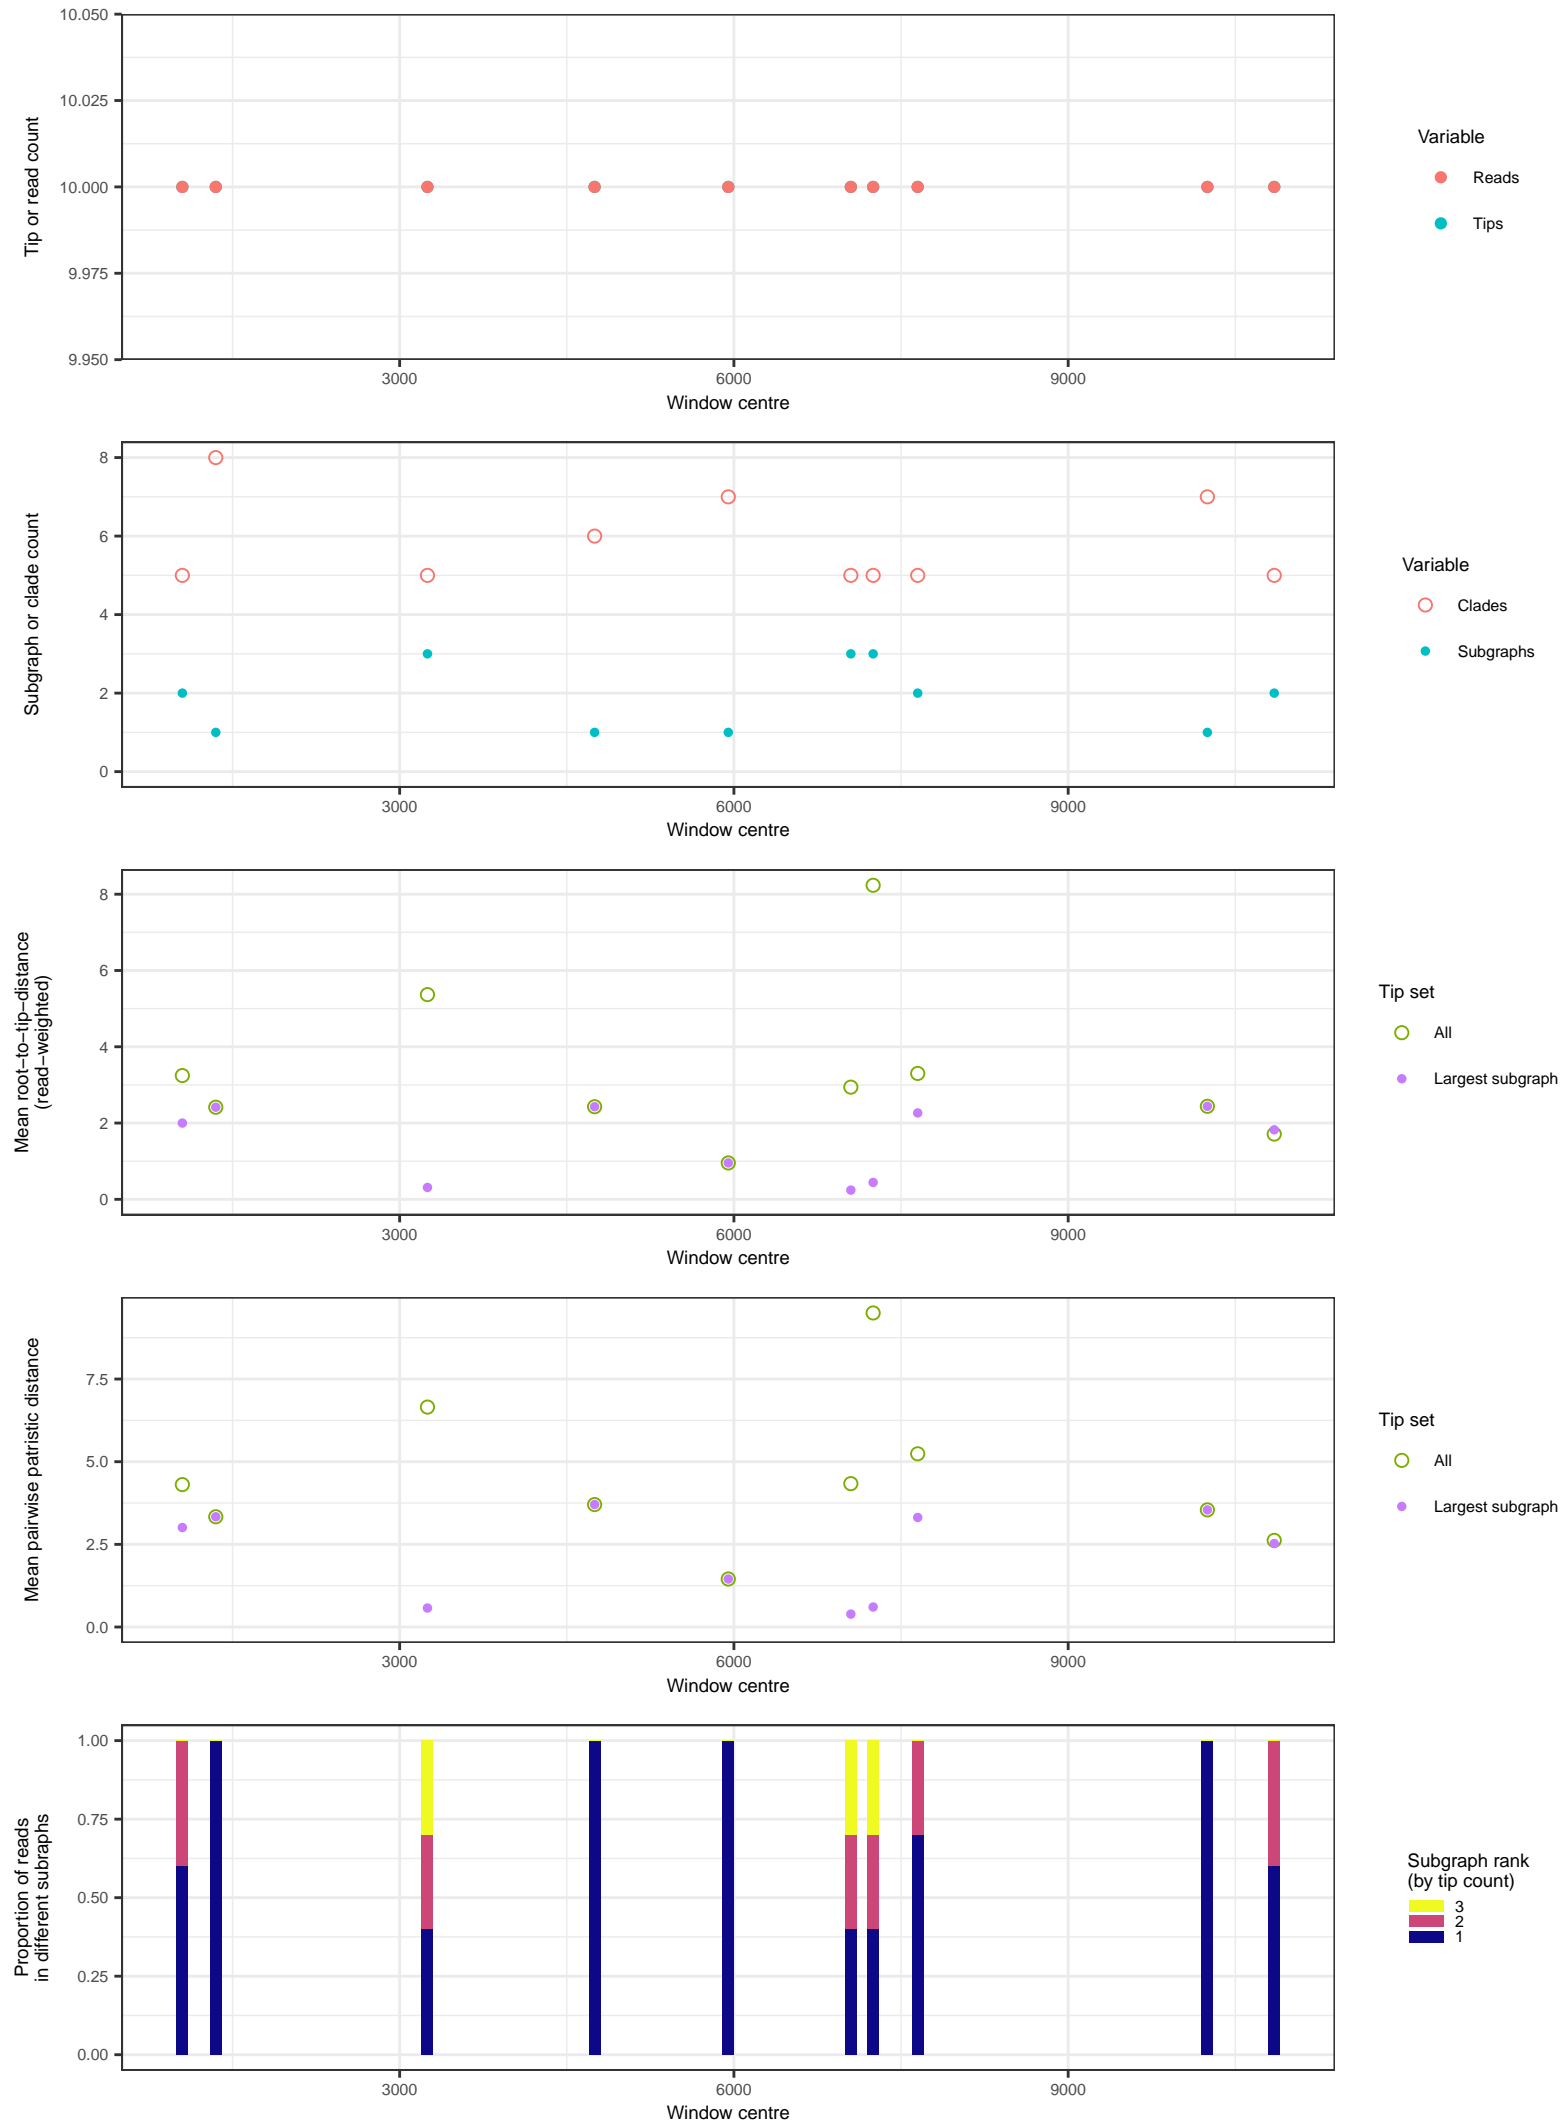 10.050
10.025
10.000
9.975
9.950
Tip or read count
3000
6000
9000
Window centre
Variable
Reads
Tips
8
6
4
2
0
Subgraph or clade count
3000
6000
9000
Window centre
Variable
Clades
Subgraphs
8
6
4
2
0
Mean root−to−tip−distance
(read−weighted)
3000
6000
9000
Window centre
Tip set
All
Largest subgraph
7.5
5.0
2.5
0.0
Mean pairwise patristic distance
3000
6000
9000
Window centre
Tip set
All
Largest subgraph
1.00
0.75
0.50
0.25
0.00
Proportion of reads
in different subraphs
3000
6000
9000
Window centre
Subgraph rank
(by tip count)
3
2
1